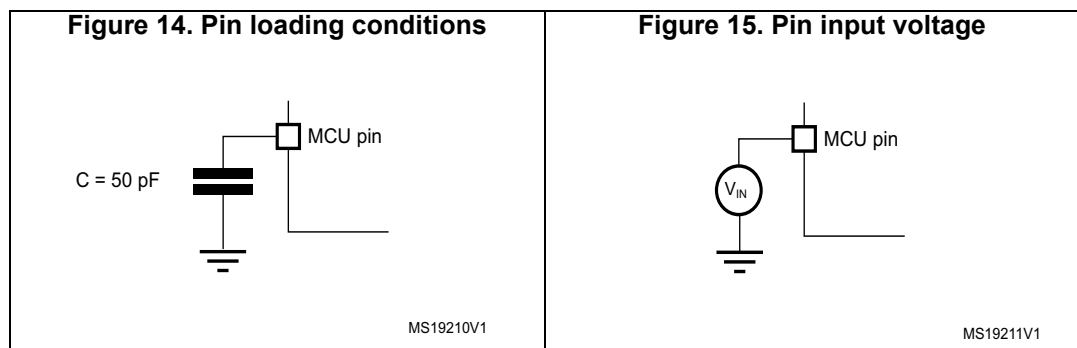 Figure 14. Pin loading conditions
MCU pin
C = 50 pF
MS19210V1
Figure 15. Pin input voltage
MCU pin
VIN
MS19211V1